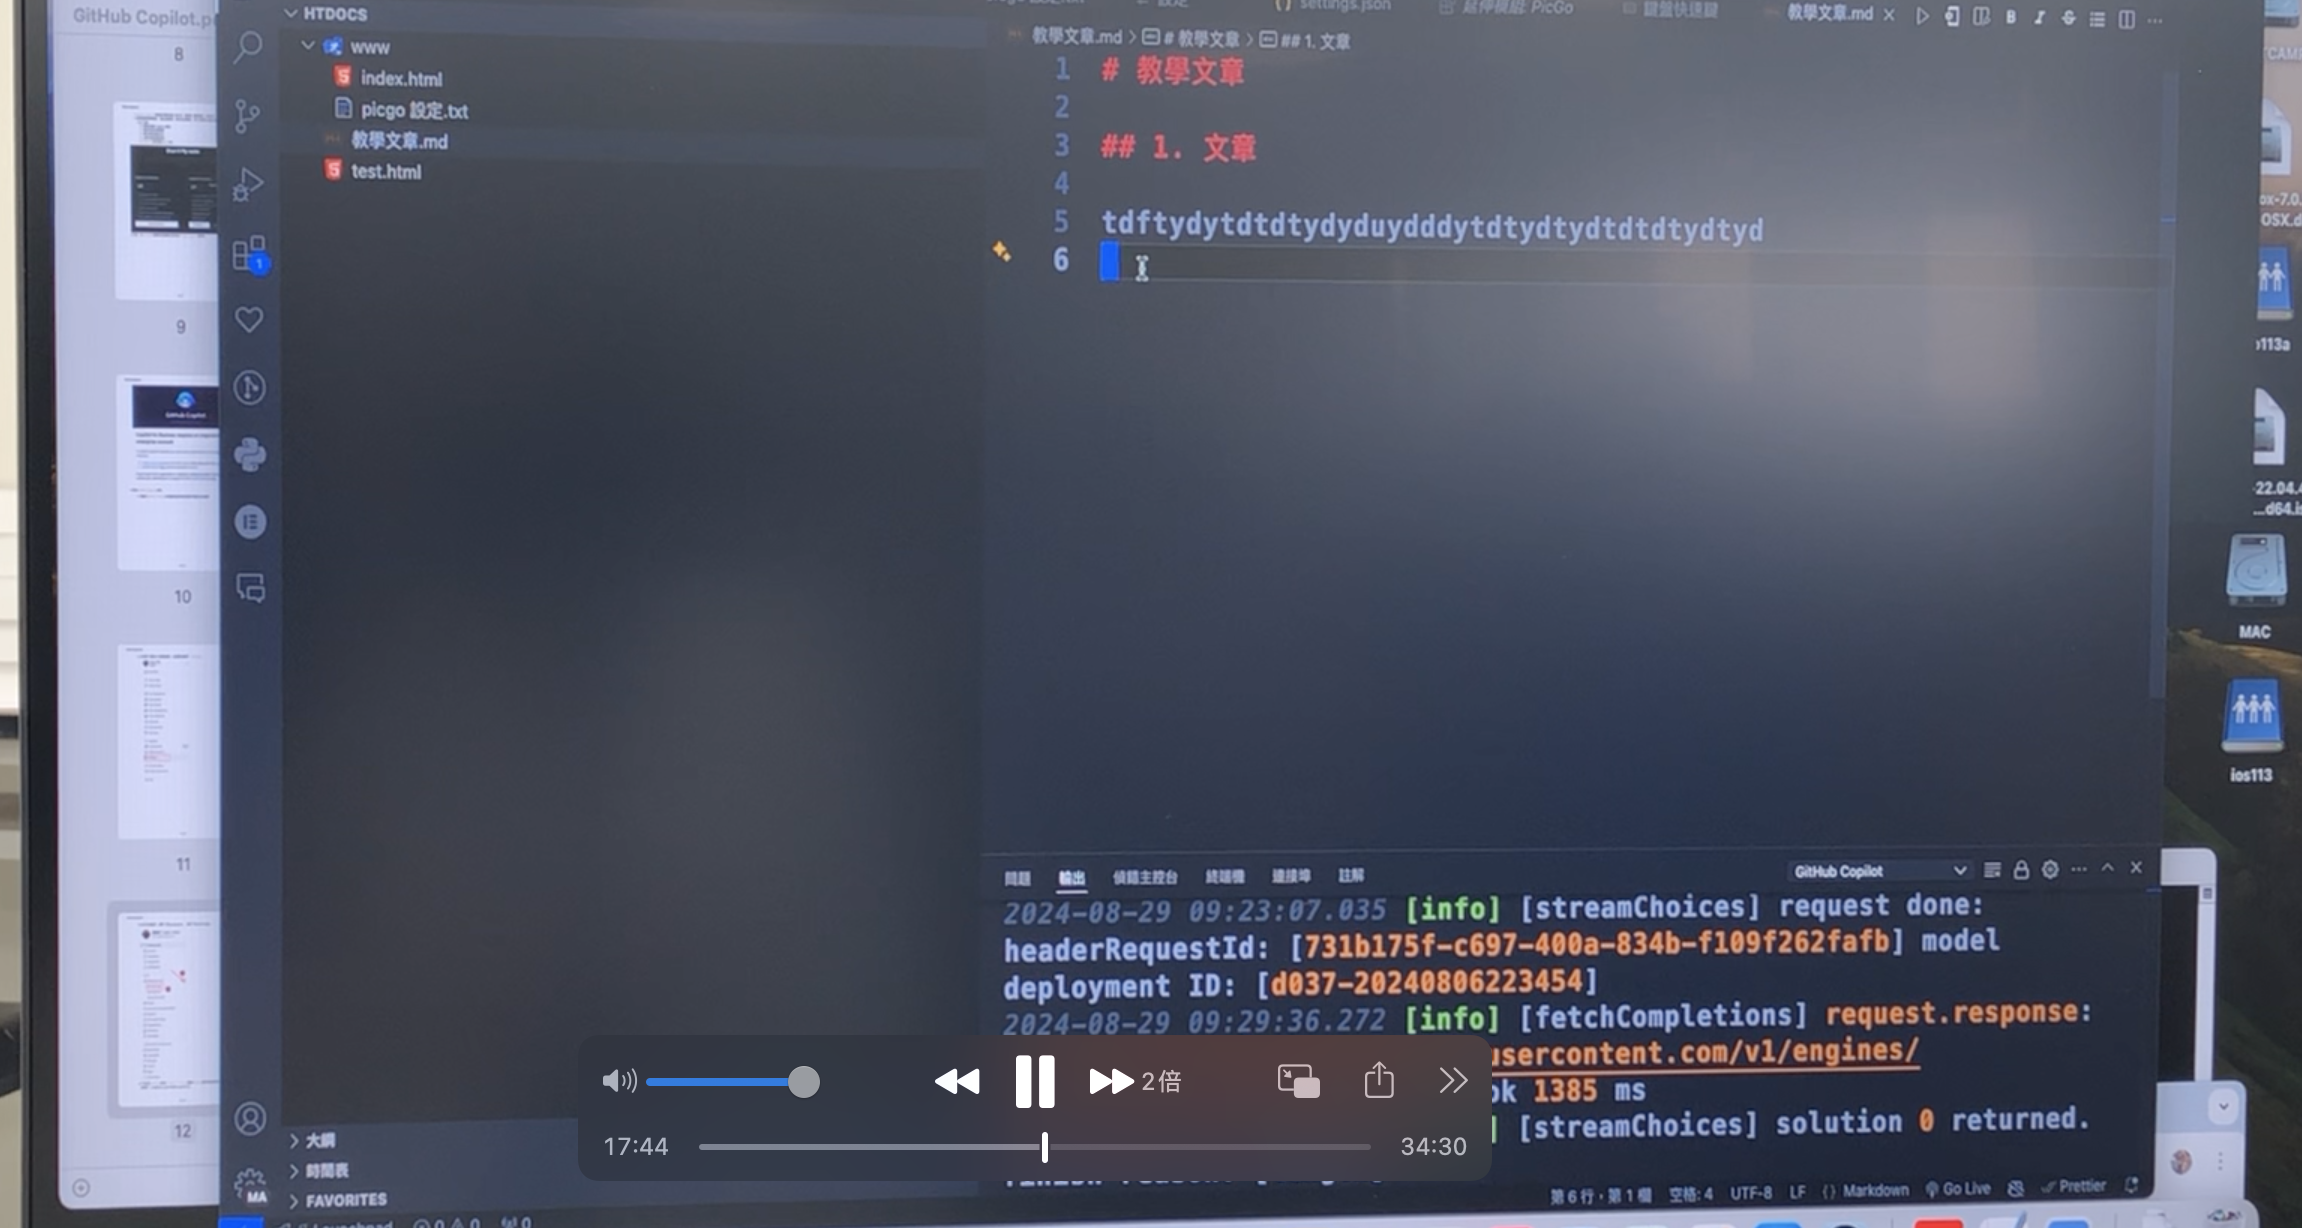 GitHub Copilot.p
8
9
10
11
12
HTDOCS
www
index.html
picgo 設定.txt
教學文章.md
test.html
大綱
時間表
FAVORITES
MA
1
settings.json
延伸模組: PicGo
鍵盤快速鍵
教學文章.md
教學文章.md > # 教學文章 > ## 1. 文章
1 # 教學文章
2
3 ## 1. 文章
4
5 tdftydytdtdtydyduydddytdtydtydtdtdtydtyd
6
問題 輸出 偵錯主控台 終端機 連接埠 註解
GitHub Copilot
2024-08-29 09:23:07.035 [info] [streamChoices] request done:
headerRequestId: [731b175f-c697-400a-834b-f109f262fafb] model
deployment ID: [d037-20240806223454]
2024-08-29 09:29:36.272 [info] [fetchCompletions] request.response:
usercontent.com/v1/engines/
ok 1385 ms
] [streamChoices] solution 0 returned.
第 6 行，第 1 欄 空格: 4 UTF-8 LF {} Markdown Go Live Prettier
2倍
17:44
34:30
OSX.d
113a
22.04.4
...d64.is
MAC
ios113